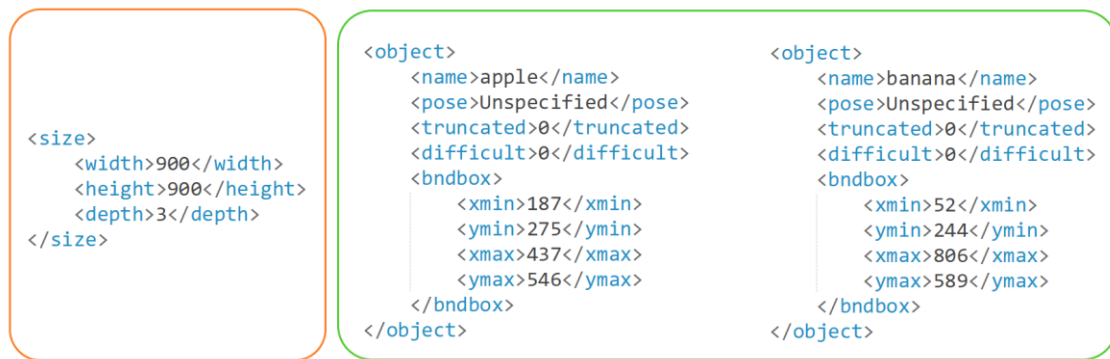 <size>
    <width>900</width>
    <height>900</height>
    <depth>3</depth>
</size>
<object>
    <name>apple</name>
    <pose>Unspecified</pose>
    <truncated>0</truncated>
    <difficult>0</difficult>
    <bndbox>
        <xmin>187</xmin>
        <ymin>275</ymin>
        <xmax>437</xmax>
        <ymax>546</ymax>
    </bndbox>
</object>
<object>
    <name>banana</name>
    <pose>Unspecified</pose>
    <truncated>0</truncated>
    <difficult>0</difficult>
    <bndbox>
        <xmin>52</xmin>
        <ymin>244</ymin>
        <xmax>806</xmax>
        <ymax>589</ymax>
    </bndbox>
</object>